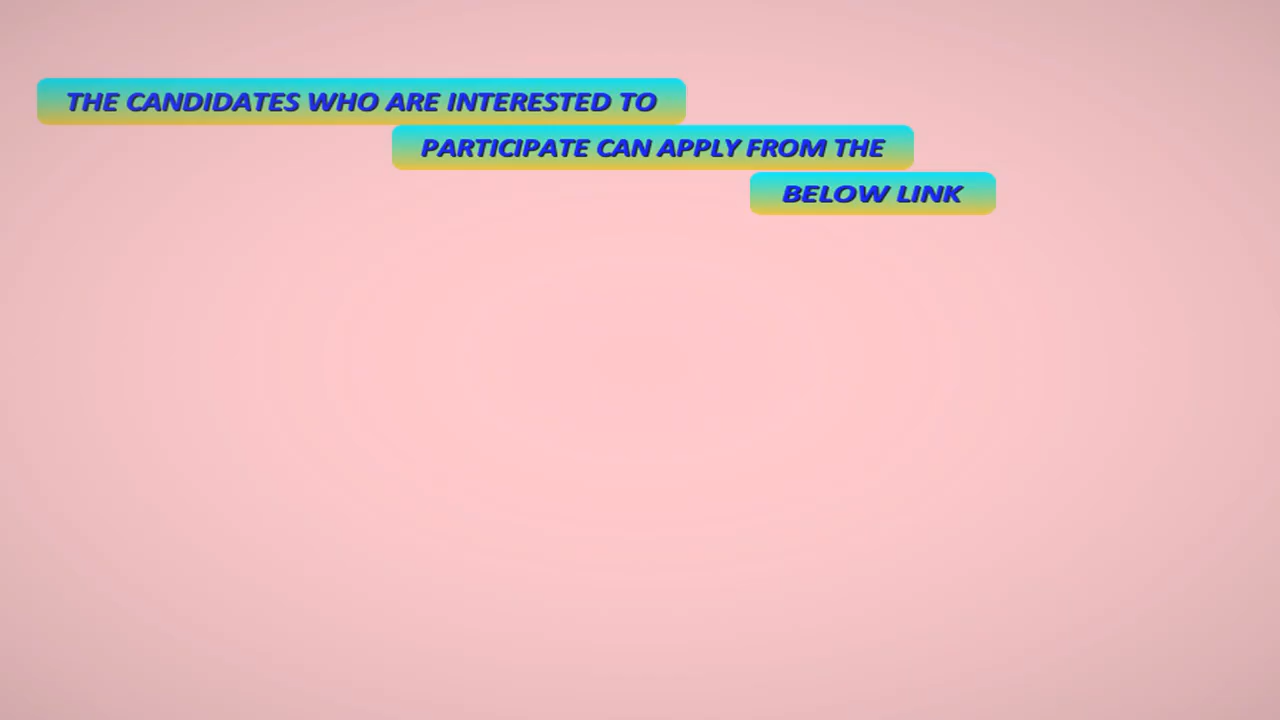 THE CANDIDATES WHO ARE INTERESTED TO
PARTICIPATE CAN APPLY FROM THE
BELOW LINK